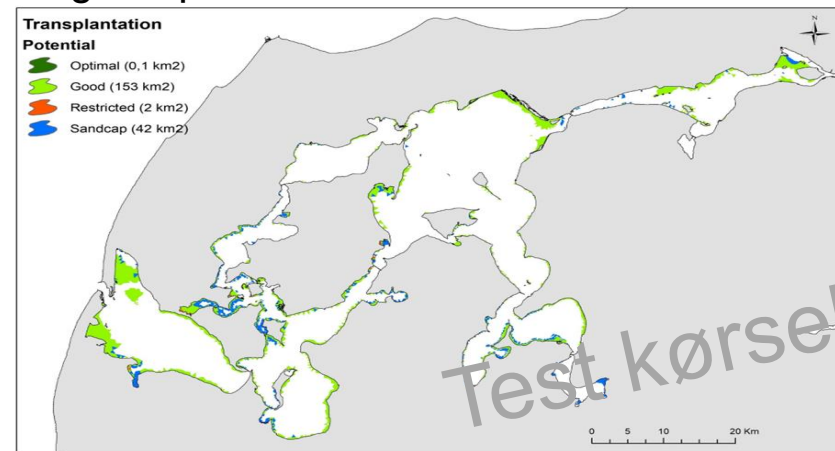 Transplantation
Potential
Optimal (0,1 km2)
Good (153 km2)
Restricted (2 km2)
Sandcap (42 km2)
N
Test kørsel
0 5 10 20 Km